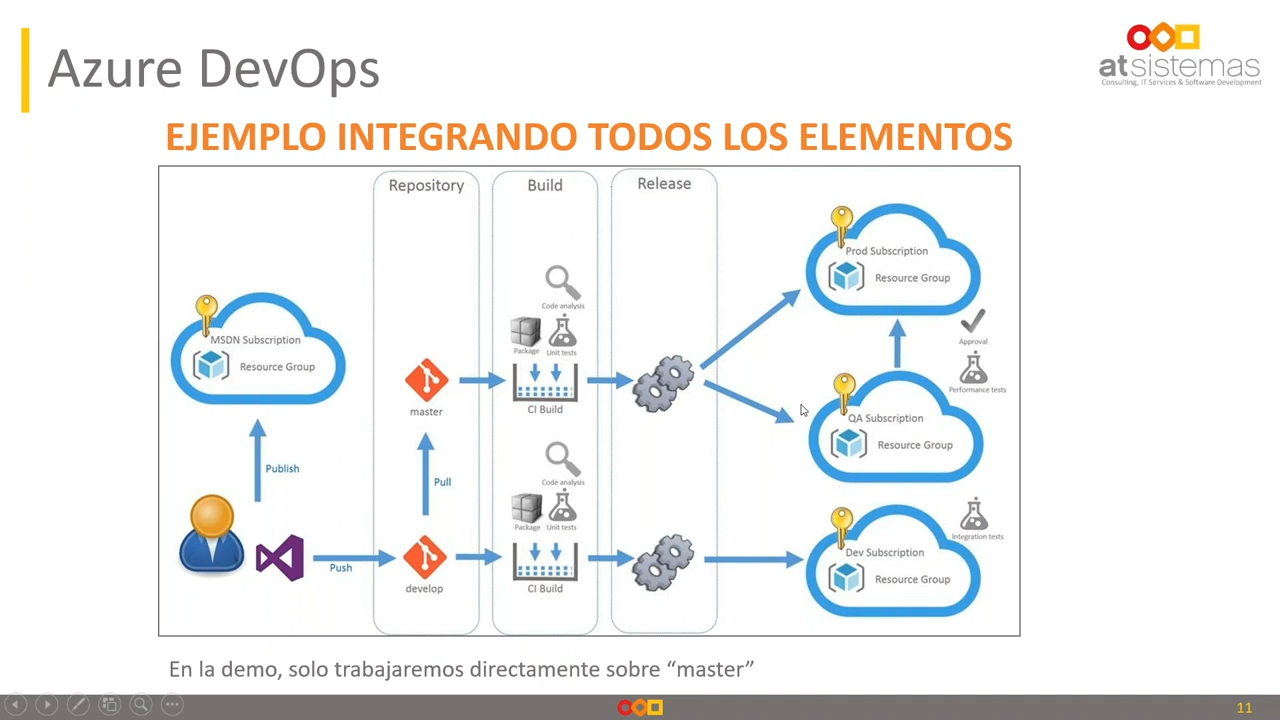 Azure DevOps
atsistemas
Consulting, IT Services & Software Development
EJEMPLO INTEGRANDO TODOS LOS ELEMENTOS
Repository
Build
Release
MSDN Subscription
Resource Group
Publish
Push
master
Pull
develop
Code analysis
Package
Unit tests
CI Build
Code analysis
Package
Unit tests
CI Build
Prod Subscription
Resource Group
Approval
Performance tests
QA Subscription
Resource Group
Integration tests
Dev Subscription
Resource Group
En la demo, solo trabajaremos directamente sobre “master”
11